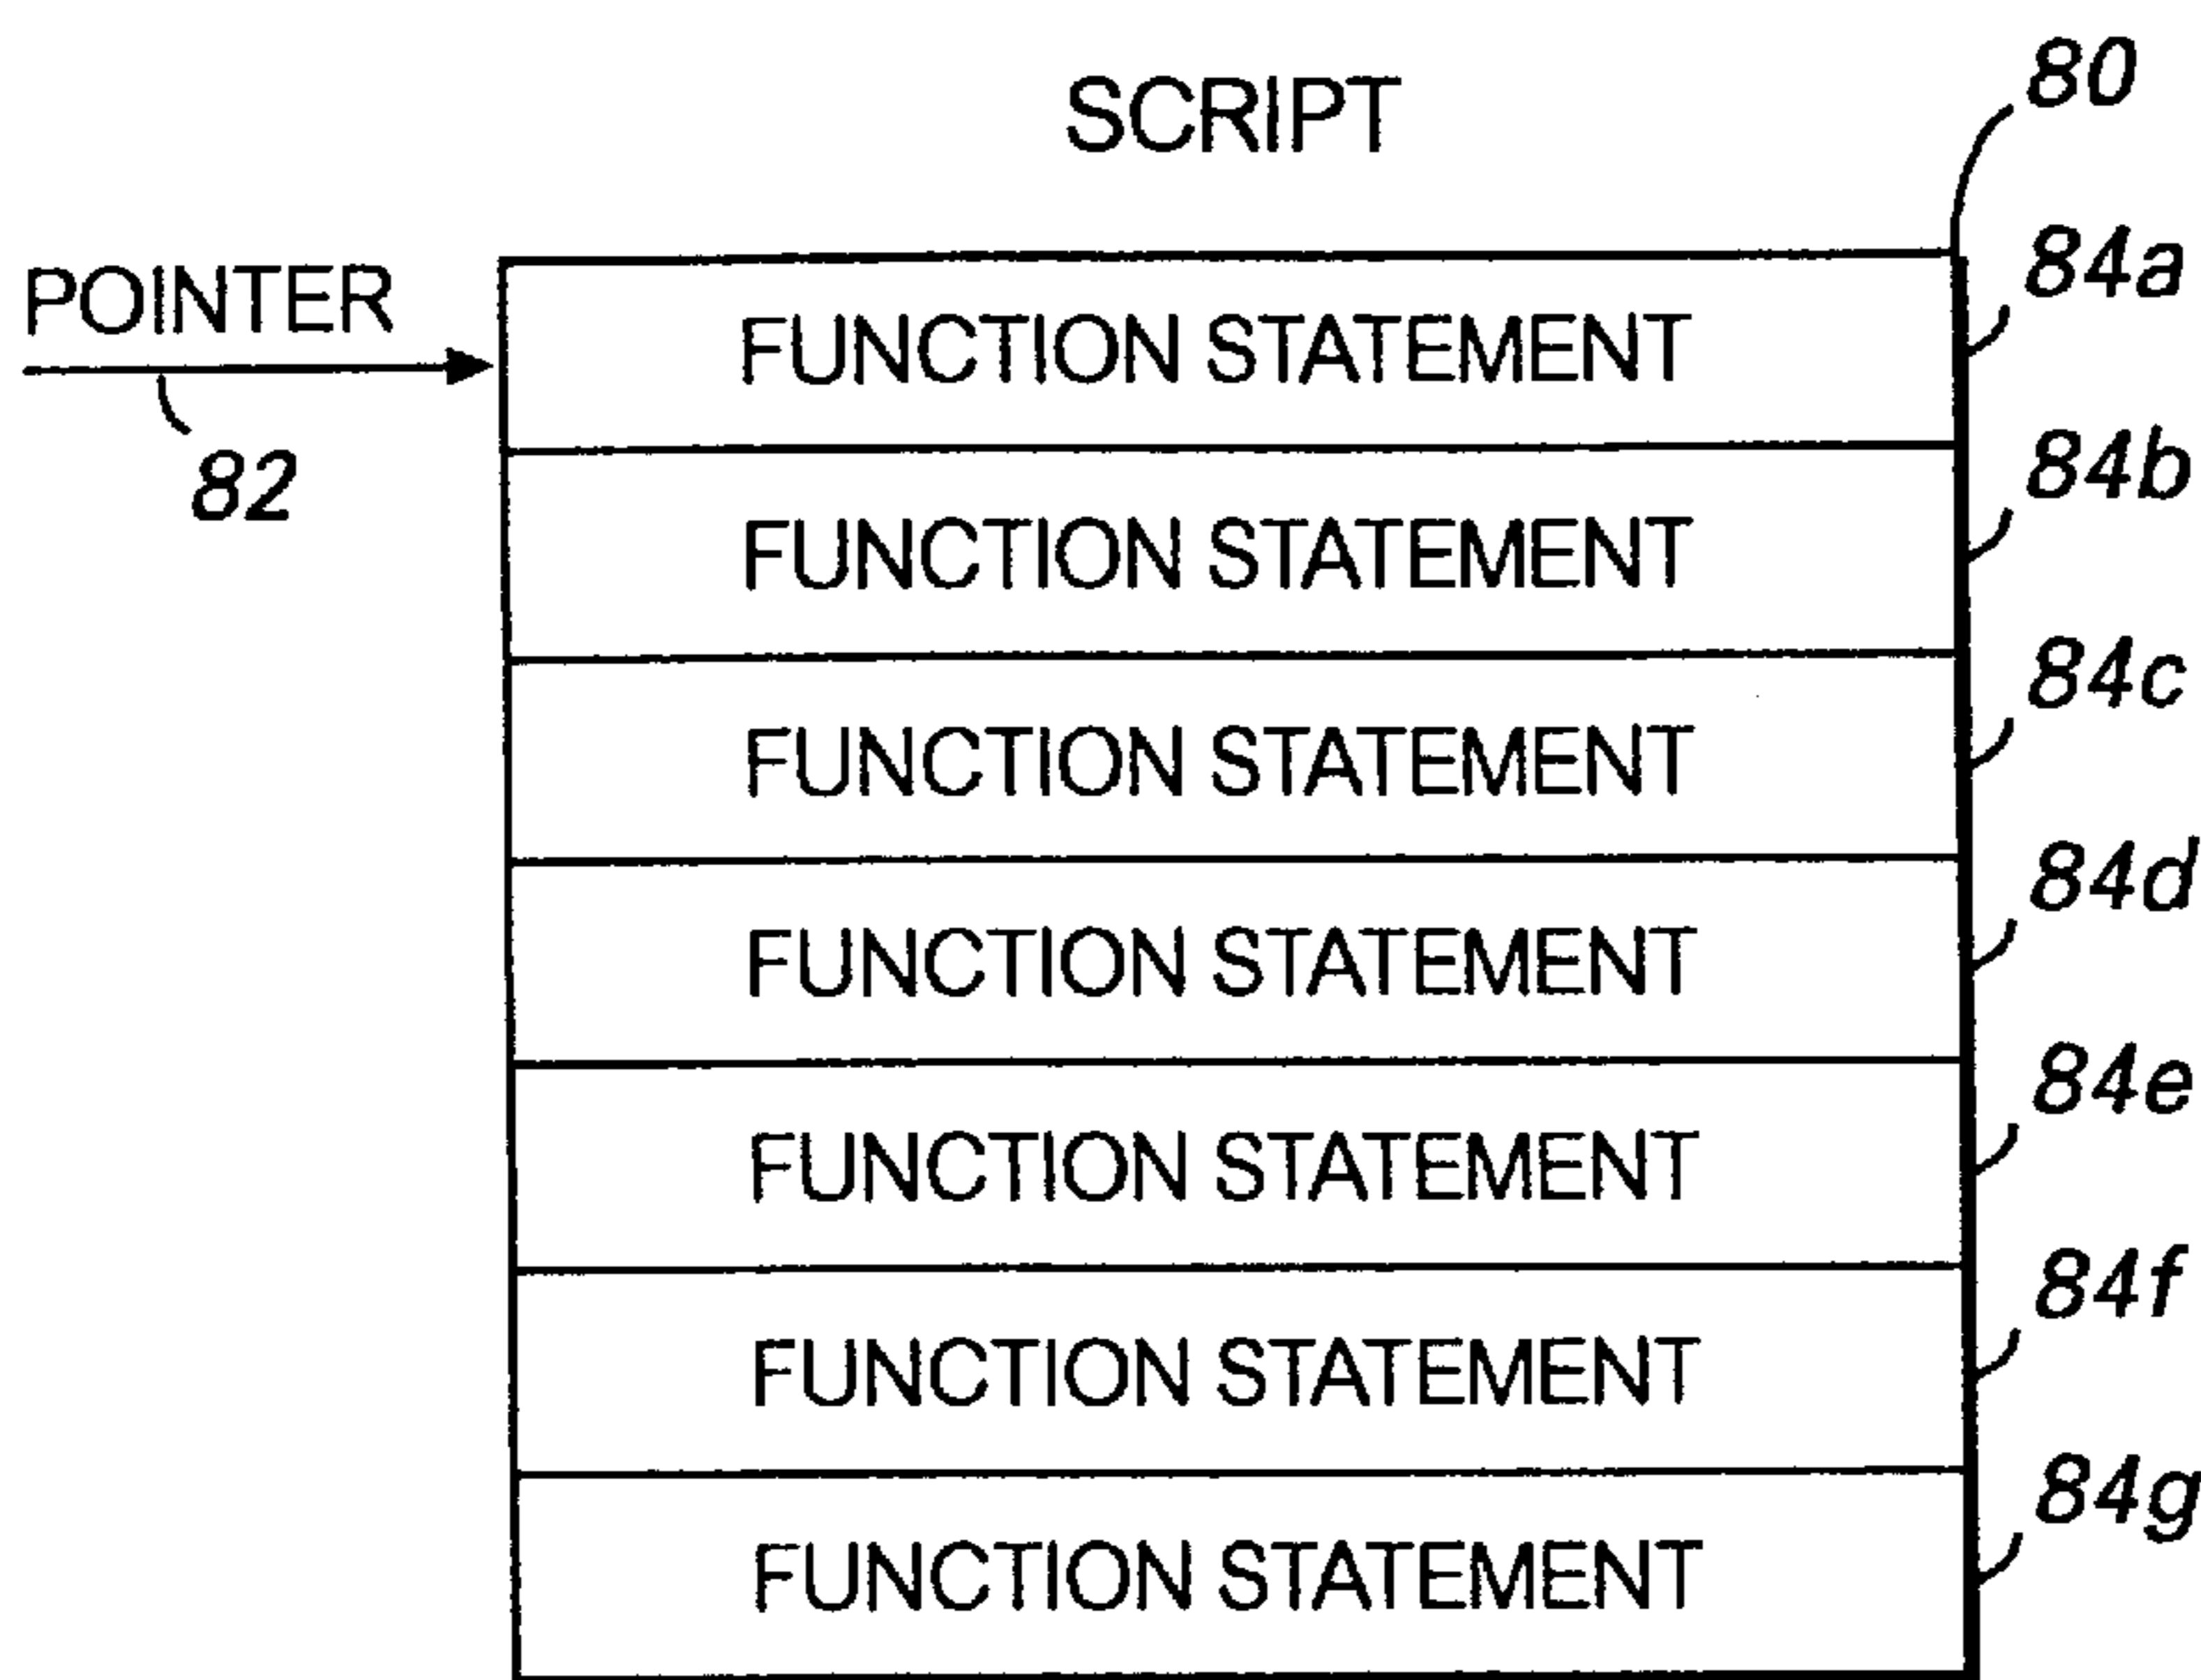 SCRIPT
80
POINTER
82
FUNCTION STATEMENT
84a
FUNCTION STATEMENT
84b
FUNCTION STATEMENT
84c
FUNCTION STATEMENT
84d
FUNCTION STATEMENT
84e
FUNCTION STATEMENT
84f
FUNCTION STATEMENT
84g